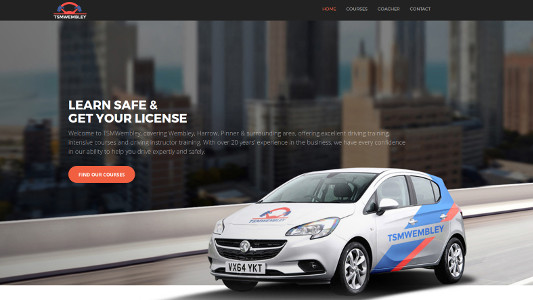 TSMWEMBLEY
HOME COURSES COACHER CONTACT
LEARN SAFE &
GET YOUR LICENSE
Welcome to TSMWembley, covering Wembley, Harrow, Pinner & surrounding area, offering excellent driving training,
intensive courses and driving instructor training. With over 20 years' experience in the business, we have every confidence
in our ability to help you drive expertly and safely.
FIND OUR COURSES
TSMWEMBLEY
VX64 YKT